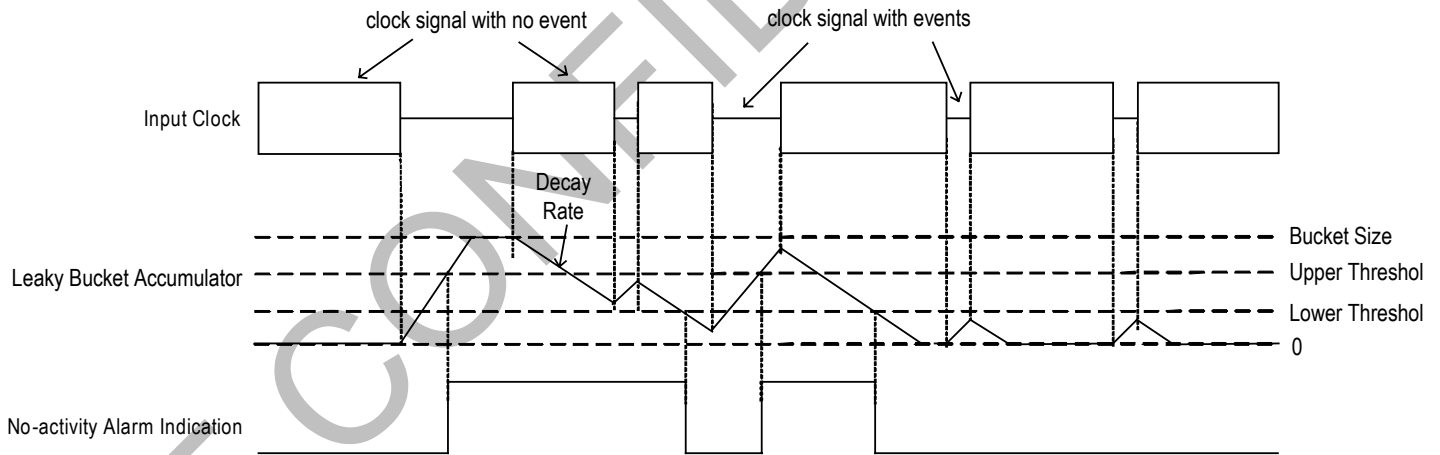 clock signal with no event
clock signal with events
Input Clock
Decay
Rate
Bucket Size
Leaky Bucket Accumulator
Upper Threshol
Lower Threshol
0
No-activity Alarm Indication